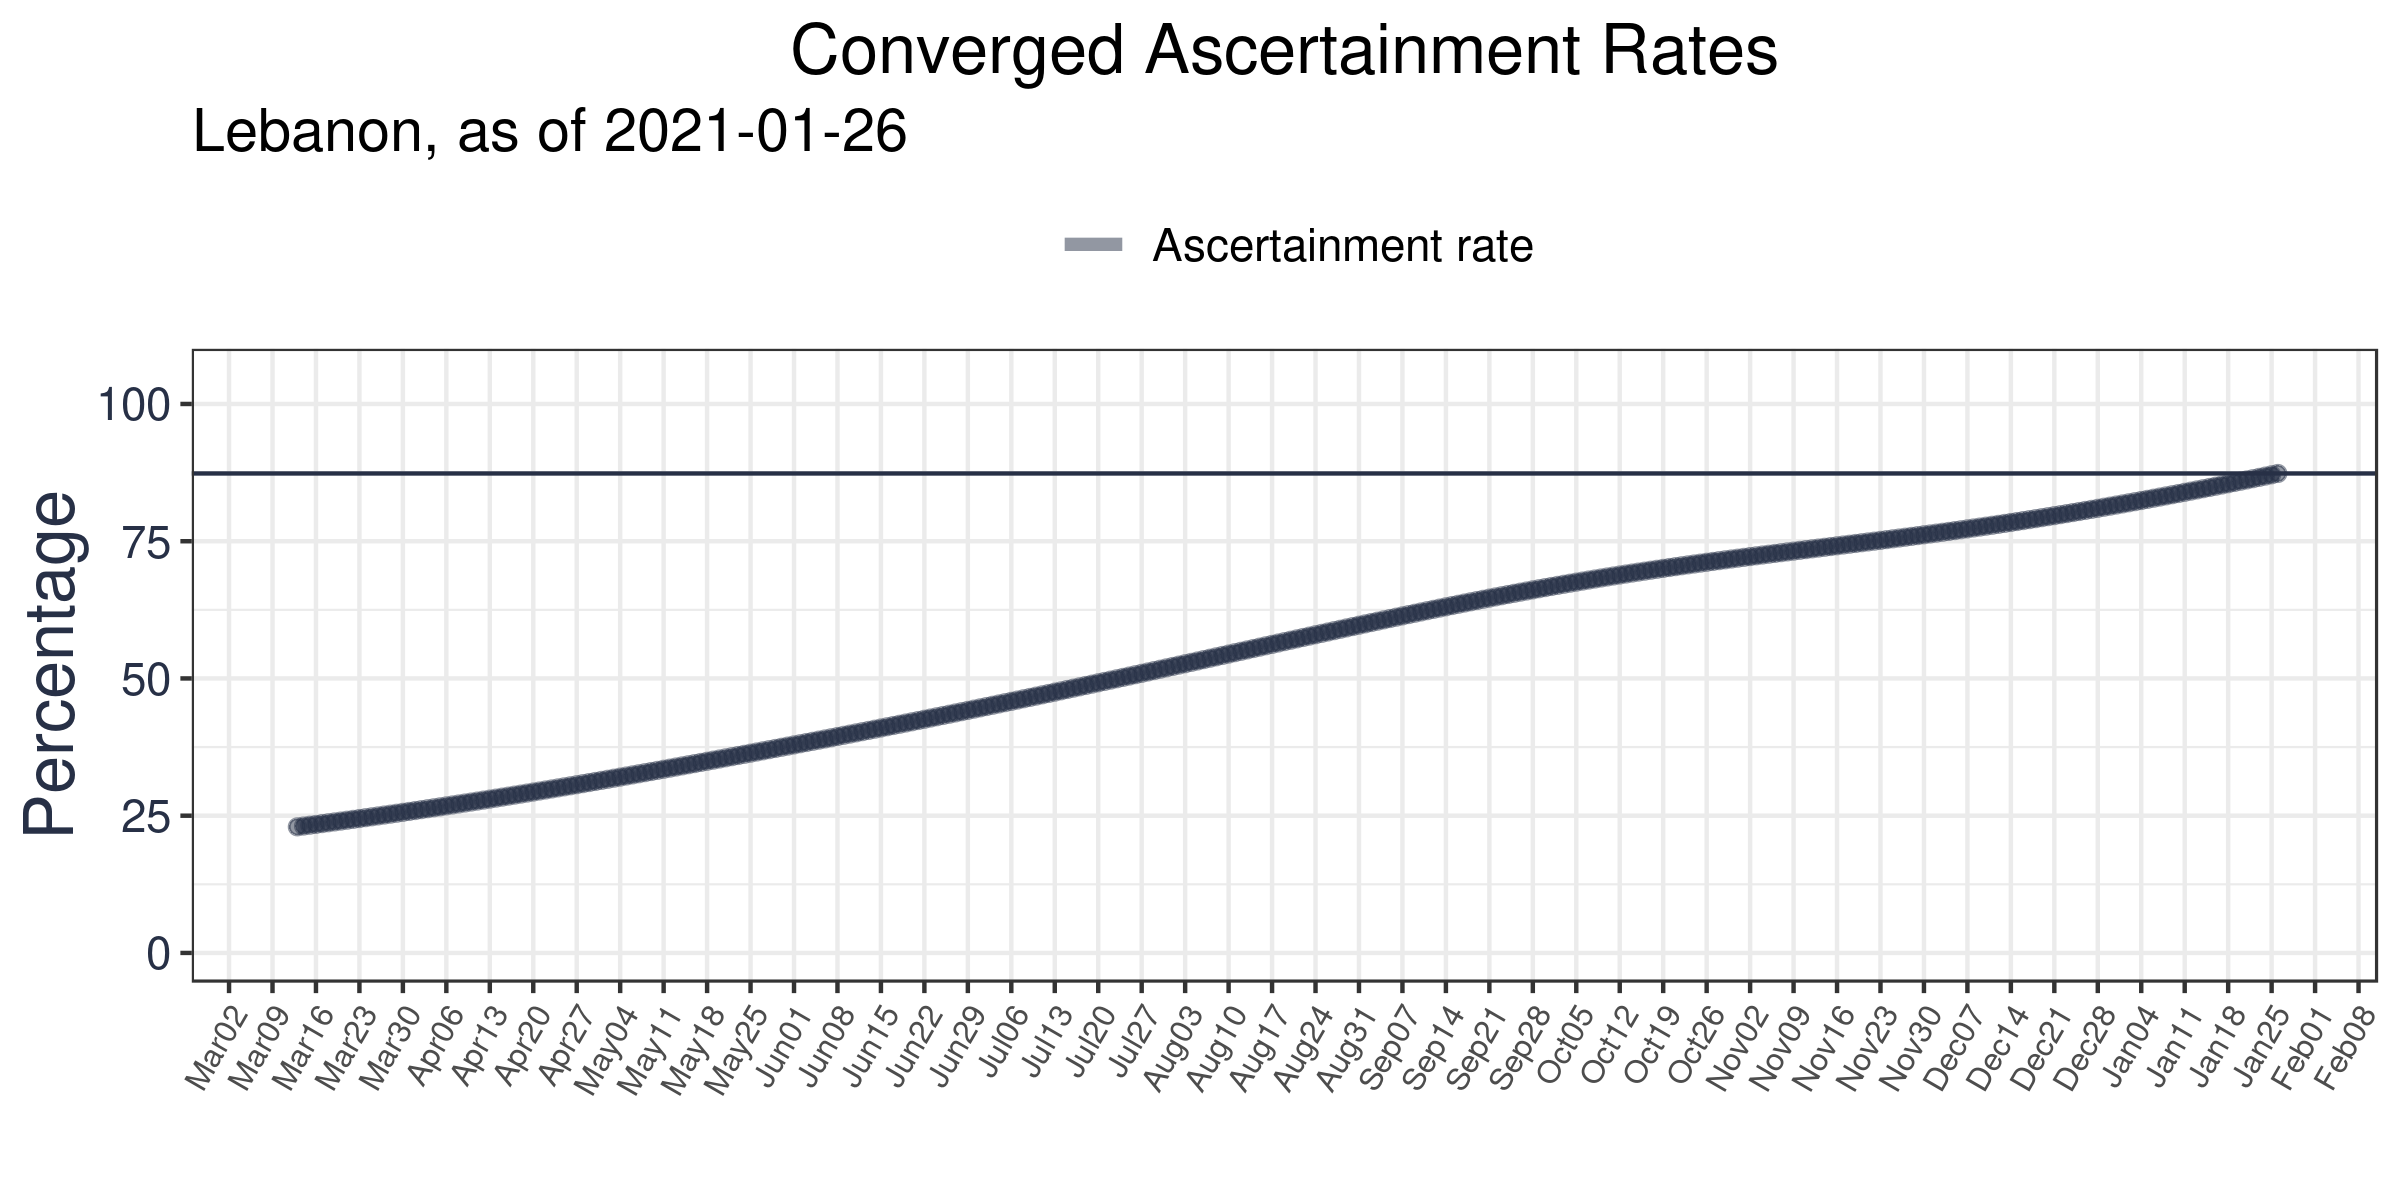 Converged Ascertainment Rates
Lebanon, as of 2021-01-26
Ascertainment rate
Percentage
100
75
50
25
0
Mar02 Mar09 Mar16 Mar23 Mar30 Apr06 Apr13 Apr20 Apr27 May04 May11 May18 May25 Jun01 Jun08 Jun15 Jun22 Jun29 Jul06 Jul13 Jul20 Jul27 Aug03 Aug10 Aug17 Aug24 Aug31 Sep07 Sep14 Sep21 Sep28 Oct05 Oct12 Oct19 Oct26 Nov02 Nov09 Nov16 Nov23 Nov30 Dec07 Dec14 Dec21 Dec28 Jan04 Jan11 Jan18 Jan25 Feb01 Feb08